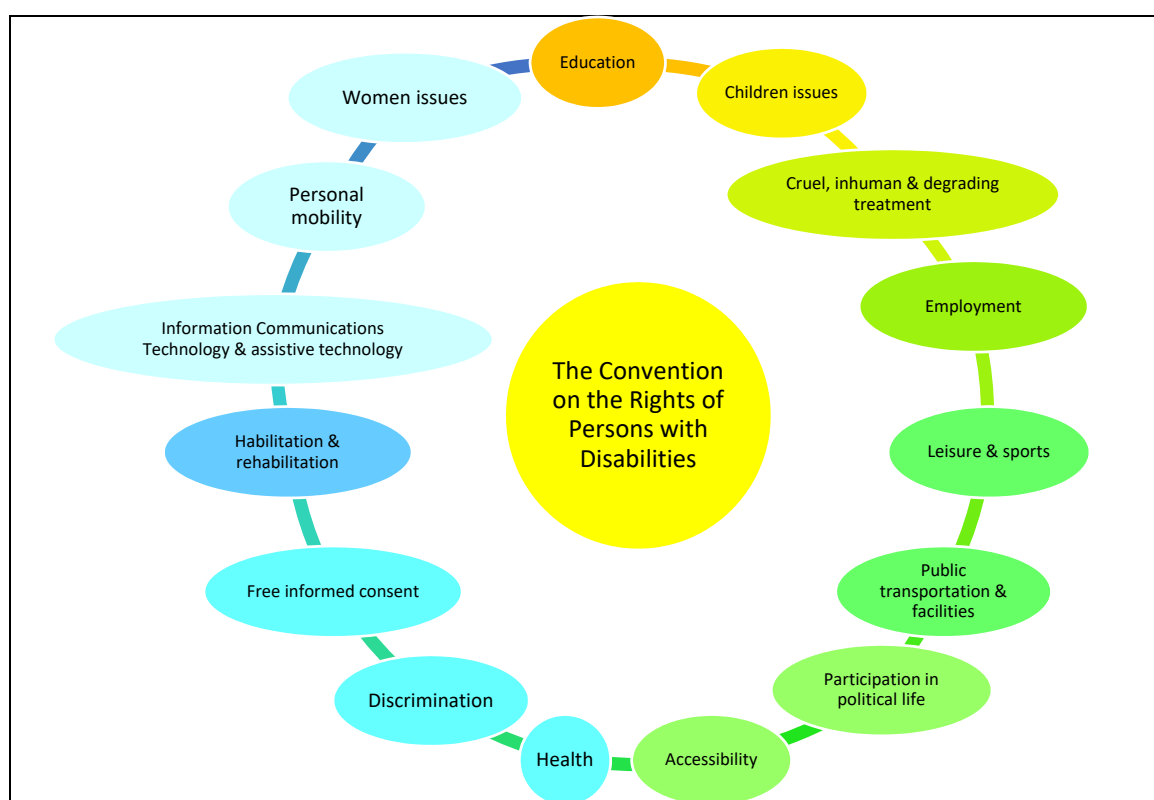 Education
Children issues
Cruel, inhuman & degrading
treatment
Employment
Leisure & sports
Public
transportation &
facilities
Participation in
political life
Accessibility
Health
Discrimination
Free informed consent
Habilitation &
rehabilitation
Information Communications
Technology & assistive technology
Personal
mobility
Women issues
The Convention
on the Rights of
Persons with
Disabilities